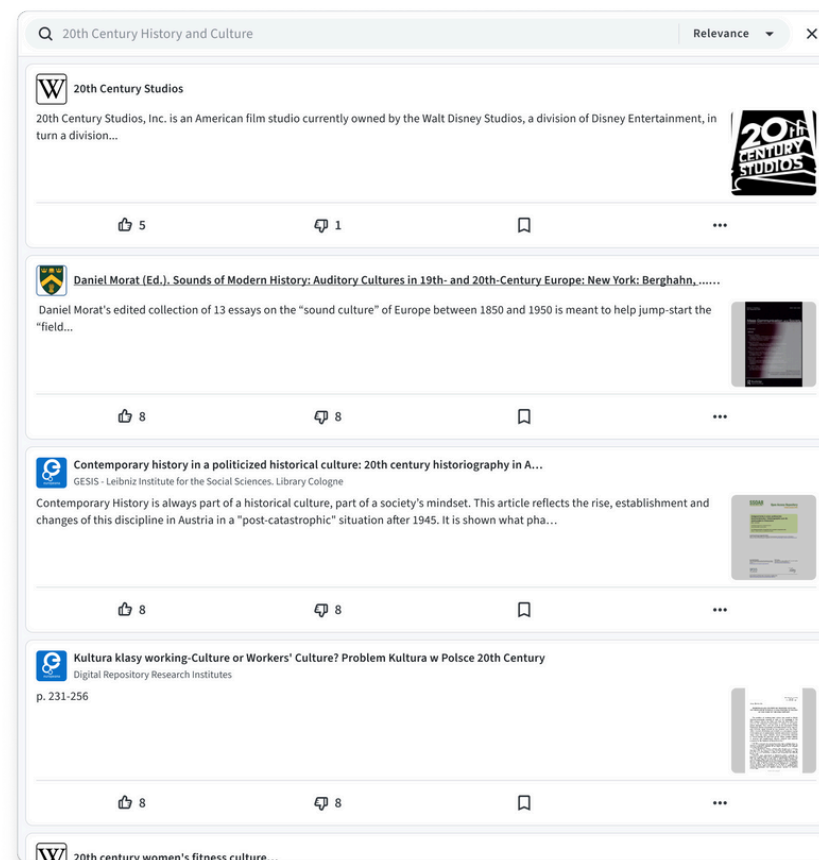 20th Century History and Culture
Relevance
W
20th Century Studios
20th Century Studios, Inc. is an American film studio currently owned by the Walt Disney Studios, a division of Disney Entertainment, in
turn a division...
20th
CENTURY
STUDIOS
5
1
Daniel Morat (Ed.). Sounds of Modern History: Auditory Cultures in 19th- and 20th-Century Europe: New York: Berghahn, ......
Daniel Morat's edited collection of 13 essays on the “sound culture” of Europe between 1850 and 1950 is meant to help jump-start the
“field...
8
8
Contemporary history in a politicized historical culture: 20th century historiography in A...
GESIS - Leibniz Institute for the Social Sciences. Library Cologne
Contemporary History is always part of a historical culture, part of a society's mindset. This article reflects the rise, establishment and
changes of this discipline in Austria in a "post-catastrophic" situation after 1945. It is shown what pha...
8
8
Kultura klasy working-Culture or Workers' Culture? Problem Kultura w Polsce 20th Century
Digital Repository Research Institutes
p. 231-256
8
8
W
20th century women's fitness culture...